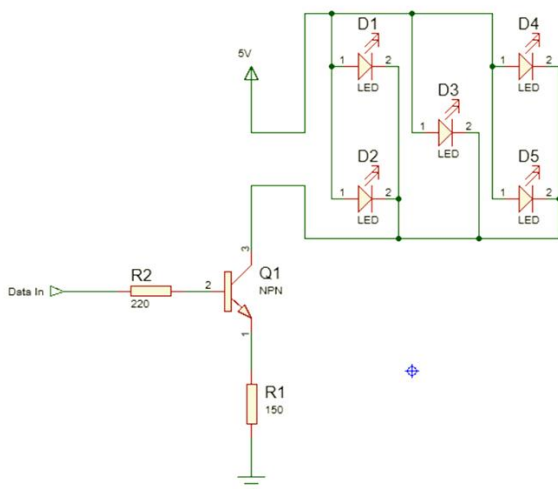 D1
D4
5V
1 2
LED
1 2
LED
D3
1 2
LED
D2
D5
1 2
LED
1 2
LED
3
R2
Q1
Data In
2
NPN
220
1
R1
150